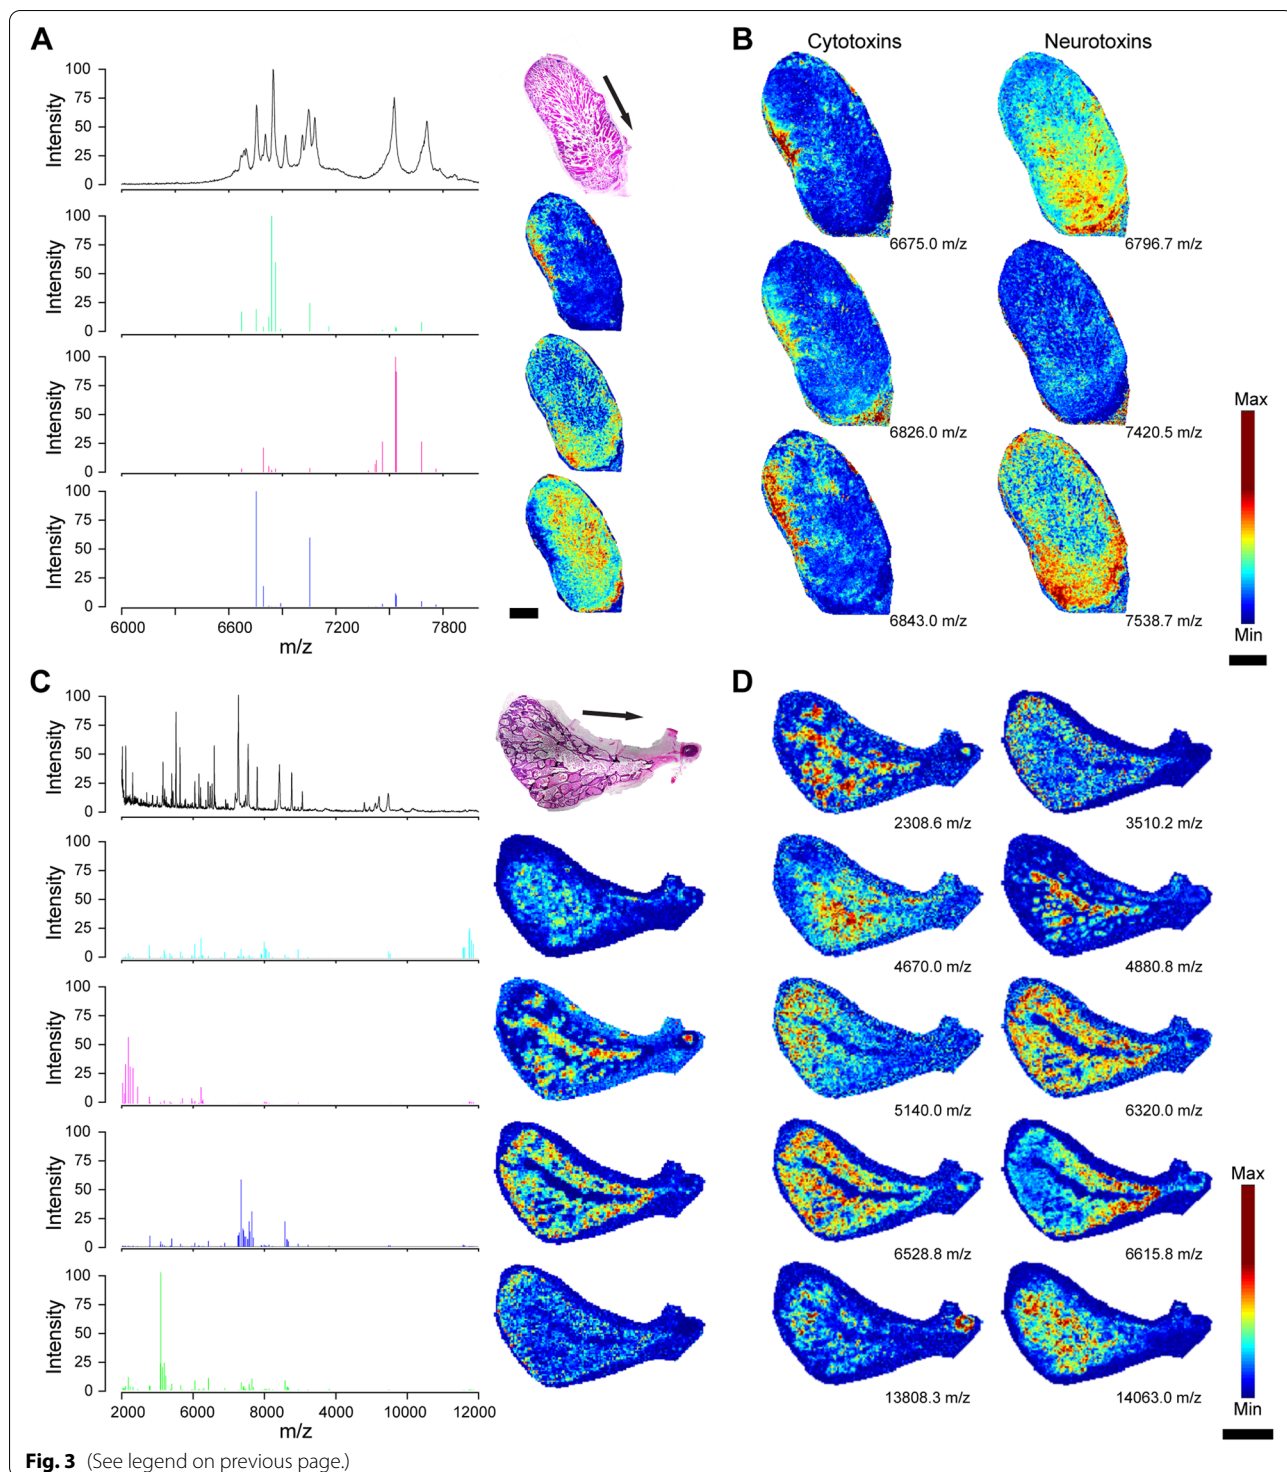 A
Intensity
100
75
50
25
0
Intensity
100
75
50
25
0
Intensity
100
75
50
25
0
Intensity
100
75
50
25
0
6000 6600 7200 7800
m/z
B
Cytotoxins Neurotoxins
6675.0 m/z 6796.7 m/z
6826.0 m/z 7420.5 m/z
6843.0 m/z 7538.7 m/z
Max
Min
C
Intensity
100
75
50
25
0
Intensity
100
75
50
25
0
Intensity
100
75
50
25
0
Intensity
100
75
50
25
0
Intensity
100
75
50
25
0
2000 6000 8000 4000 10000 12000
m/z
D
2308.6 m/z 3510.2 m/z
4670.0 m/z 4880.8 m/z
5140.0 m/z 6320.0 m/z
6528.8 m/z 6615.8 m/z
13808.3 m/z 14063.0 m/z
Max
Min
Fig. 3 (See legend on previous page.)